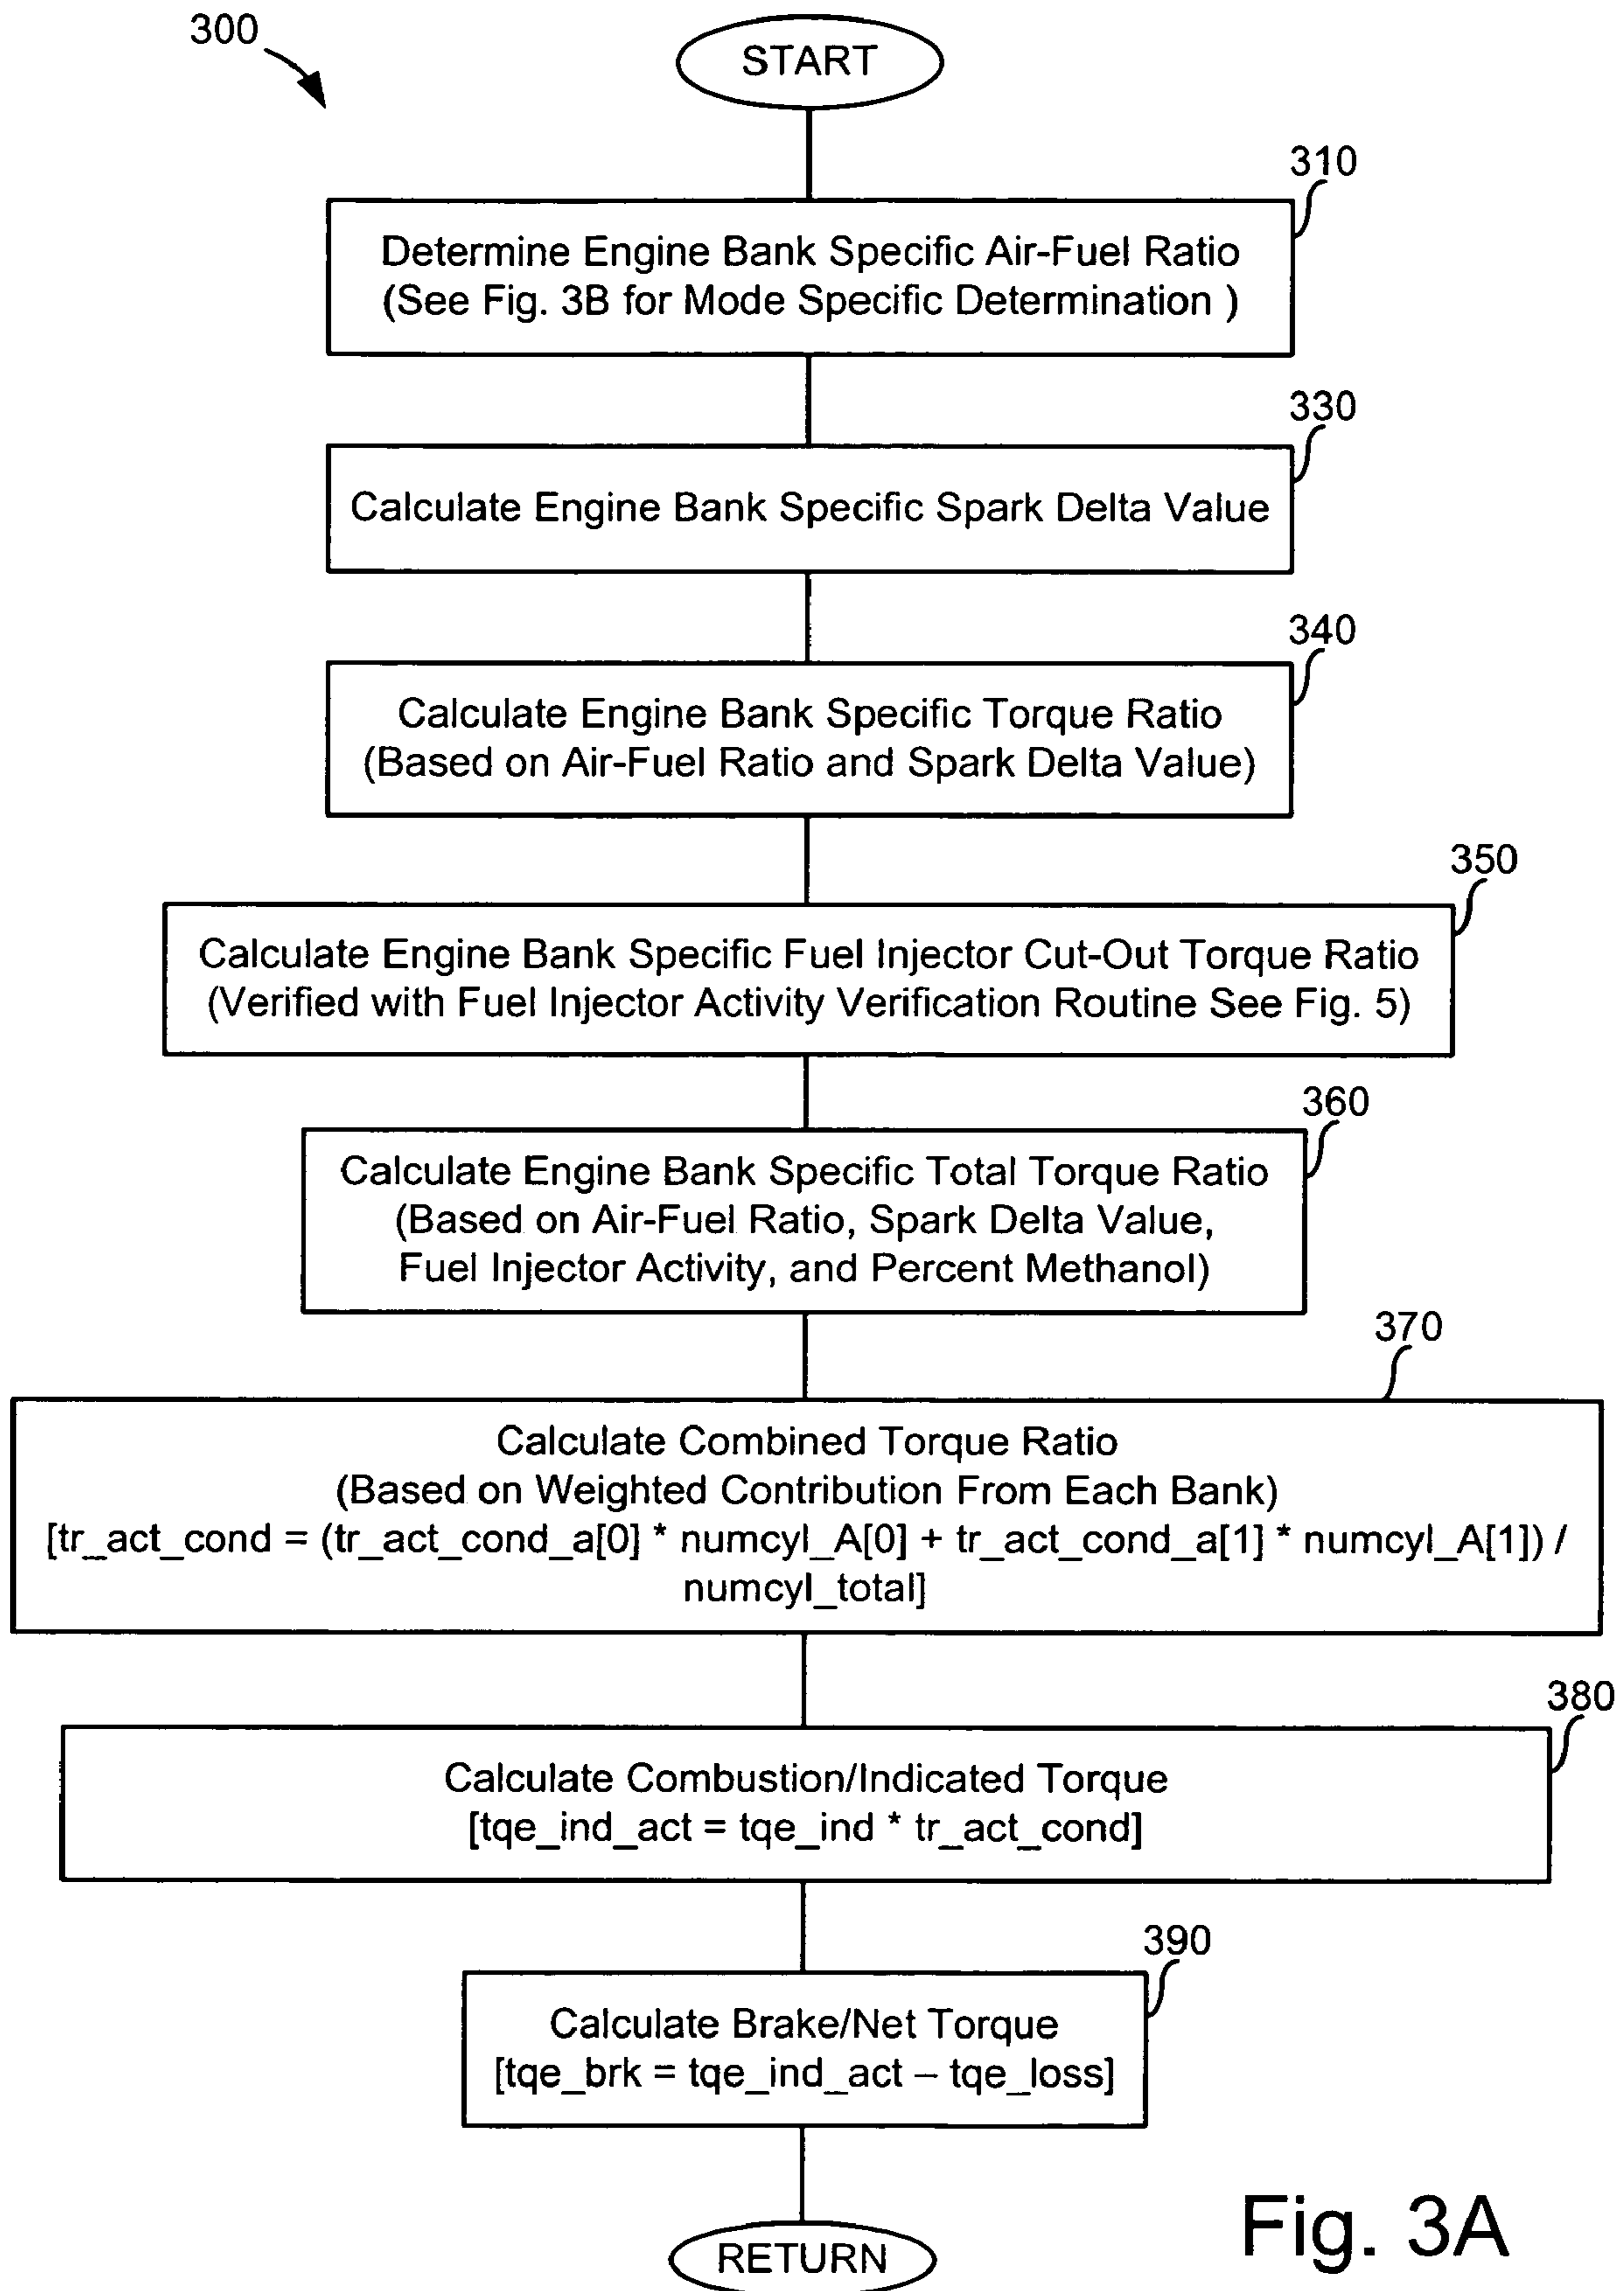 300
START
310
Determine Engine Bank Specific Air-Fuel Ratio
(See Fig. 3B for Mode Specific Determination )
330
Calculate Engine Bank Specific Spark Delta Value
340
Calculate Engine Bank Specific Torque Ratio
(Based on Air-Fuel Ratio and Spark Delta Value)
350
Calculate Engine Bank Specific Fuel Injector Cut-Out Torque Ratio
(Verified with Fuel Injector Activity Verification Routine See Fig. 5)
360
Calculate Engine Bank Specific Total Torque Ratio
(Based on Air-Fuel Ratio, Spark Delta Value,
Fuel Injector Activity, and Percent Methanol)
370
Calculate Combined Torque Ratio
(Based on Weighted Contribution From Each Bank)
[tr_act_cond = (tr_act_cond_a[0] * numcyl_A[0] + tr_act_cond_a[1] * numcyl_A[1]) /
numcyl_total]
380
Calculate Combustion/Indicated Torque
[tqe_ind_act = tqe_ind * tr_act_cond]
390
Calculate Brake/Net Torque
[tqe_brk = tqe_ind_act – tqe_loss]
RETURN
Fig. 3A